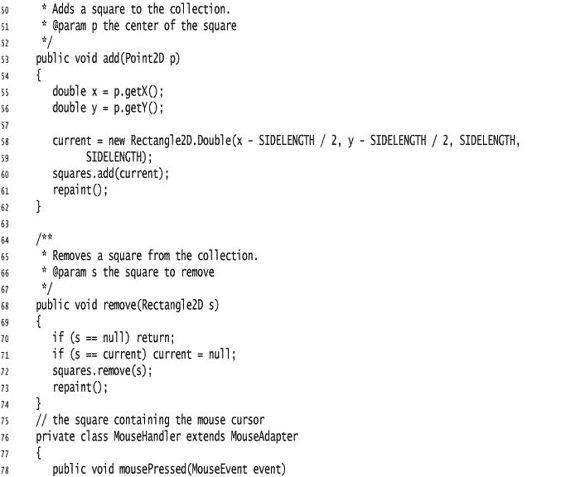 50 * Adds a square to the collection.
51 * @param p the center of the square
52 */
53 public void add(Point2D p)
54 {
55 double x = p.getX();
56 double y = p.getY();
57
58 current = new Rectangle2D.Double(x - SIDELENGTH / 2, y - SIDELENGTH / 2, SIDELENGTH,
59 SIDELENGTH);
60 squares.add(current);
61 repaint();
62 }
63
64 /**
65 * Removes a square from the collection.
66 * @param s the square to remove
67 */
68 public void remove(Rectangle2D s)
69 {
70 if (s == null) return;
71 if (s == current) current = null;
72 squares.remove(s);
73 repaint();
74 }
75 // the square containing the mouse cursor
76 private class MouseHandler extends MouseAdapter
77 {
78 public void mousePressed(MouseEvent event)